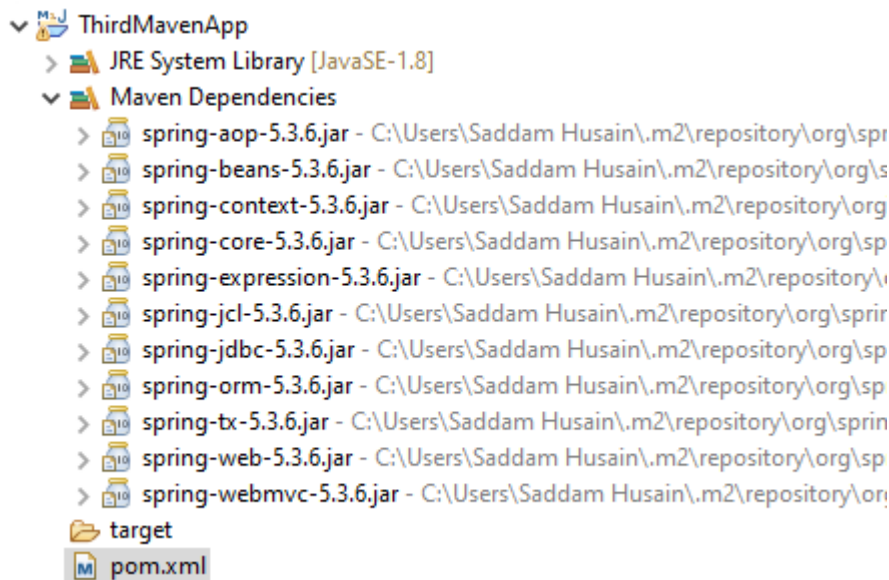 ThirdMavenApp
JRE System Library [JavaSE-1.8]
Maven Dependencies
spring-aop-5.3.6.jar - C:\Users\Saddam Husain\.m2\repository\org\spr
spring-beans-5.3.6.jar - C:\Users\Saddam Husain\.m2\repository\org\s
spring-context-5.3.6.jar - C:\Users\Saddam Husain\.m2\repository\org
spring-core-5.3.6.jar - C:\Users\Saddam Husain\.m2\repository\org\sp
spring-expression-5.3.6.jar - C:\Users\Saddam Husain\.m2\repository\
spring-jcl-5.3.6.jar - C:\Users\Saddam Husain\.m2\repository\org\sprin
spring-jdbc-5.3.6.jar - C:\Users\Saddam Husain\.m2\repository\org\sp
spring-orm-5.3.6.jar - C:\Users\Saddam Husain\.m2\repository\org\sp
spring-tx-5.3.6.jar - C:\Users\Saddam Husain\.m2\repository\org\sprin
spring-web-5.3.6.jar - C:\Users\Saddam Husain\.m2\repository\org\sp
spring-webmvc-5.3.6.jar - C:\Users\Saddam Husain\.m2\repository\org
target
pom.xml